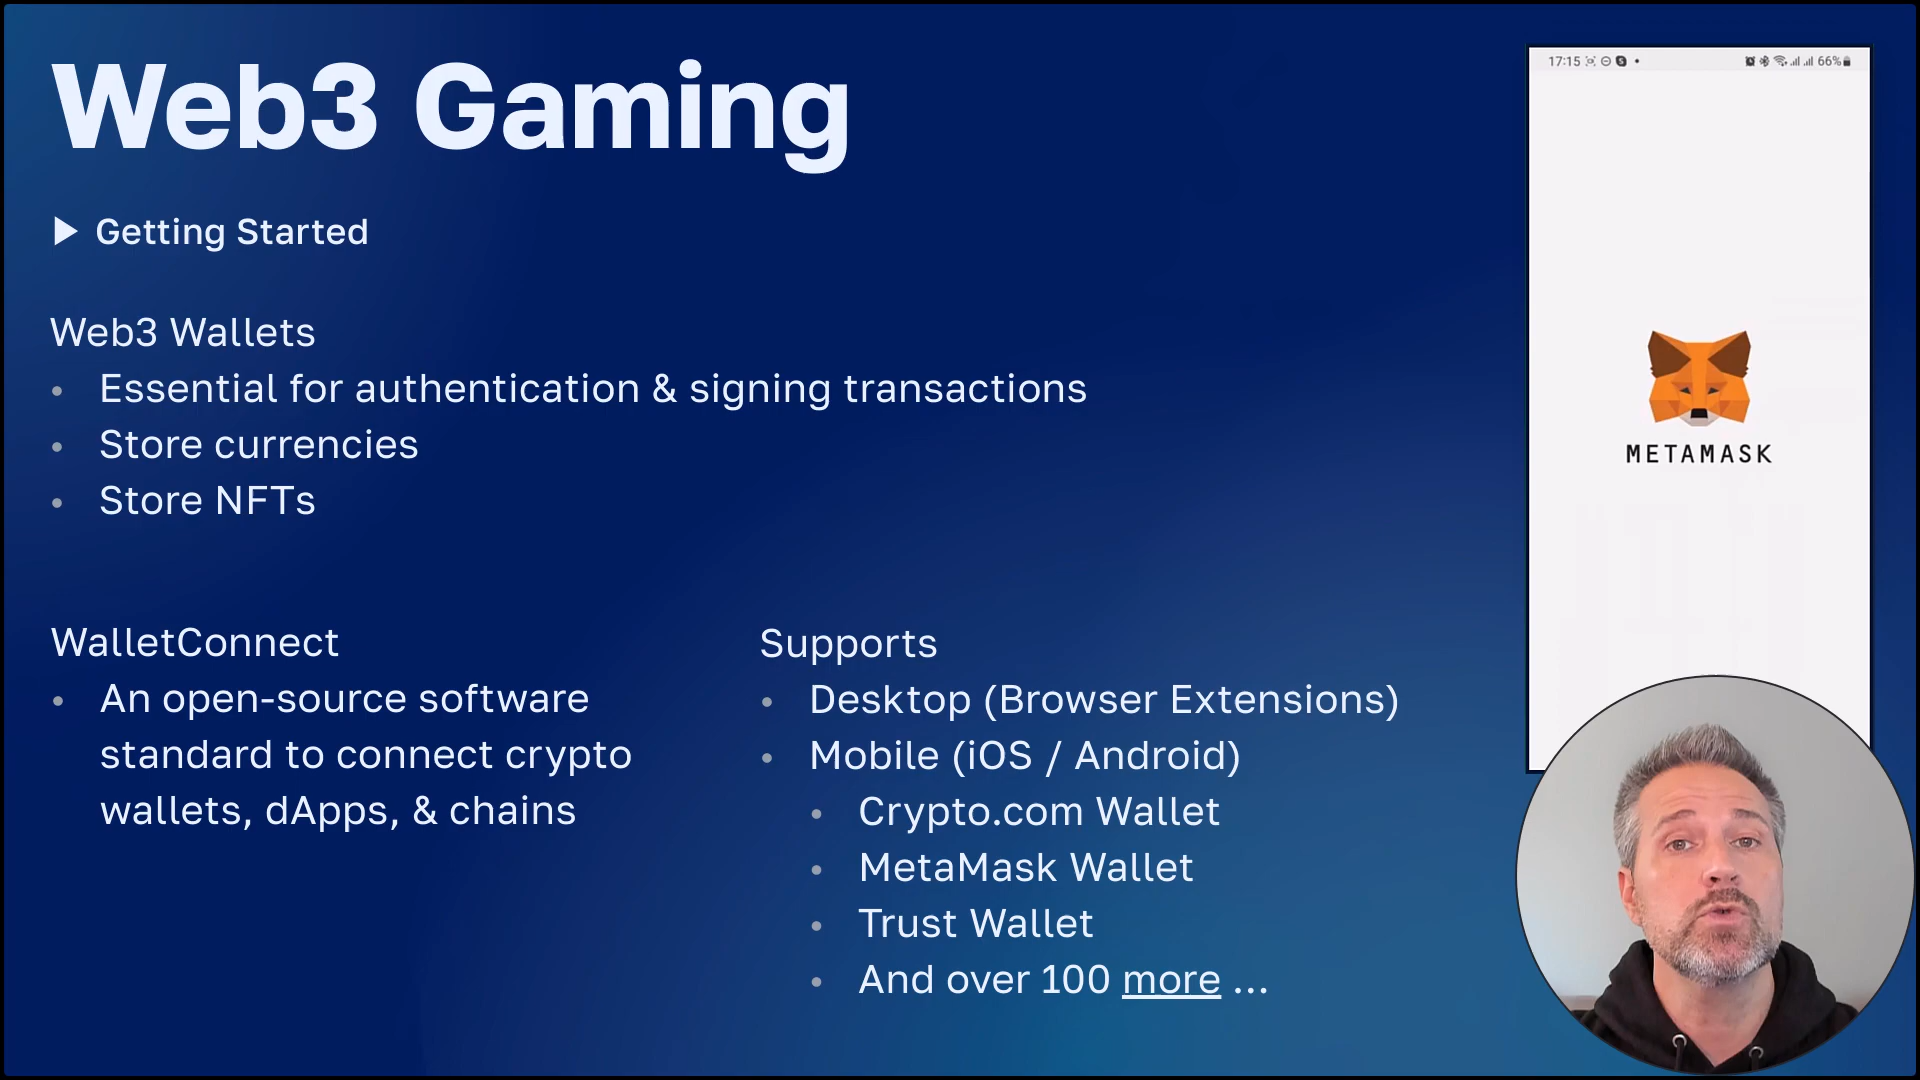 Web3 Gaming
Getting Started
Web3 Wallets
• Essential for authentication & signing transactions
• Store currencies
• Store NFTs
WalletConnect
• An open-source software
standard to connect crypto
wallets, dApps, & chains
Supports
• Desktop (Browser Extensions)
• Mobile (iOS / Android)
• Crypto.com Wallet
• MetaMask Wallet
• Trust Wallet
• And over 100 more ...
17:15 66%
METAMASK